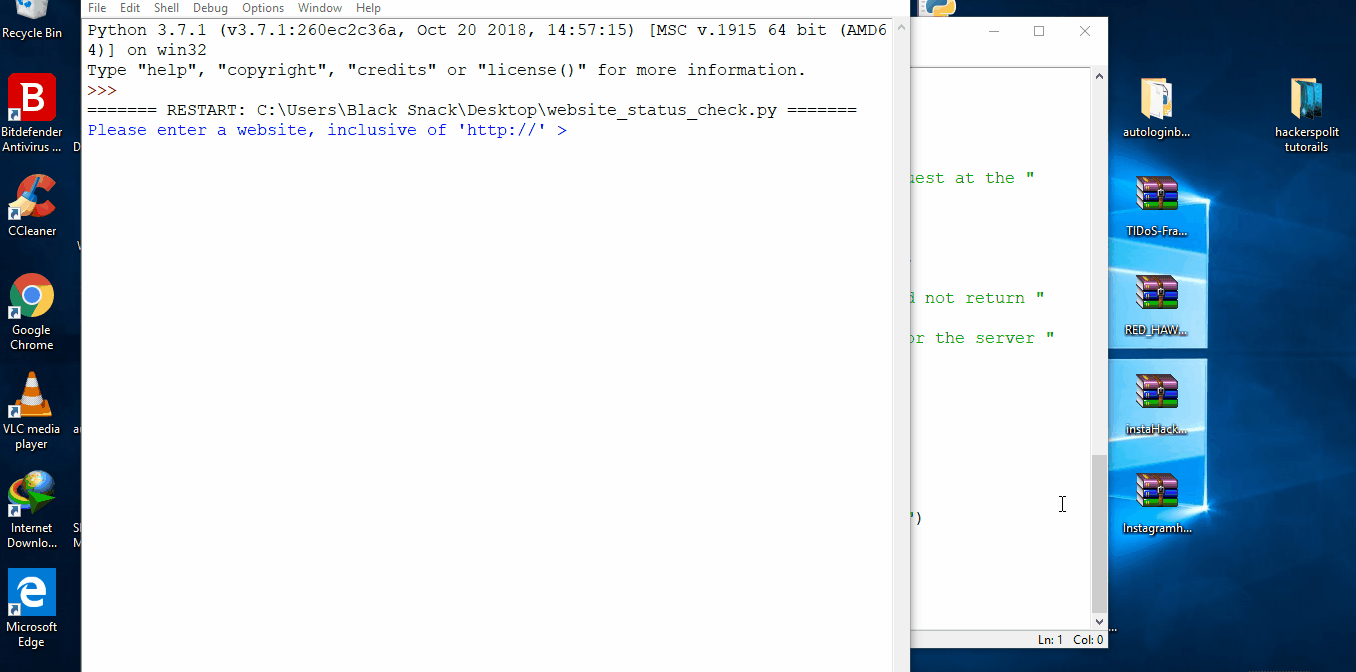 Recycle Bin
Bitdefender
Antivirus ...
CCleaner
Google
Chrome
VLC media
player
Internet
Downlo...
Microsoft
Edge
File Edit Shell Debug Options Window Help
Python 3.7.1 (v3.7.1:260ec2c36a, Oct 20 2018, 14:57:15) [MSC v.1915 64 bit (AMD6
4)] on win32
Type "help", "copyright", "credits" or "license()" for more information.
>>>
======= RESTART: C:\Users\Black Snack\Desktop\website_status_check.py =======
Please enter a website, inclusive of 'http://' >
uest at the "
d not return "
or the server "
')
Ln: 1 Col: 0
autologinb...
TIDoS-Fra...
RED_HAW...
instaHack...
Instagramh...
hackerspolit
tutorails